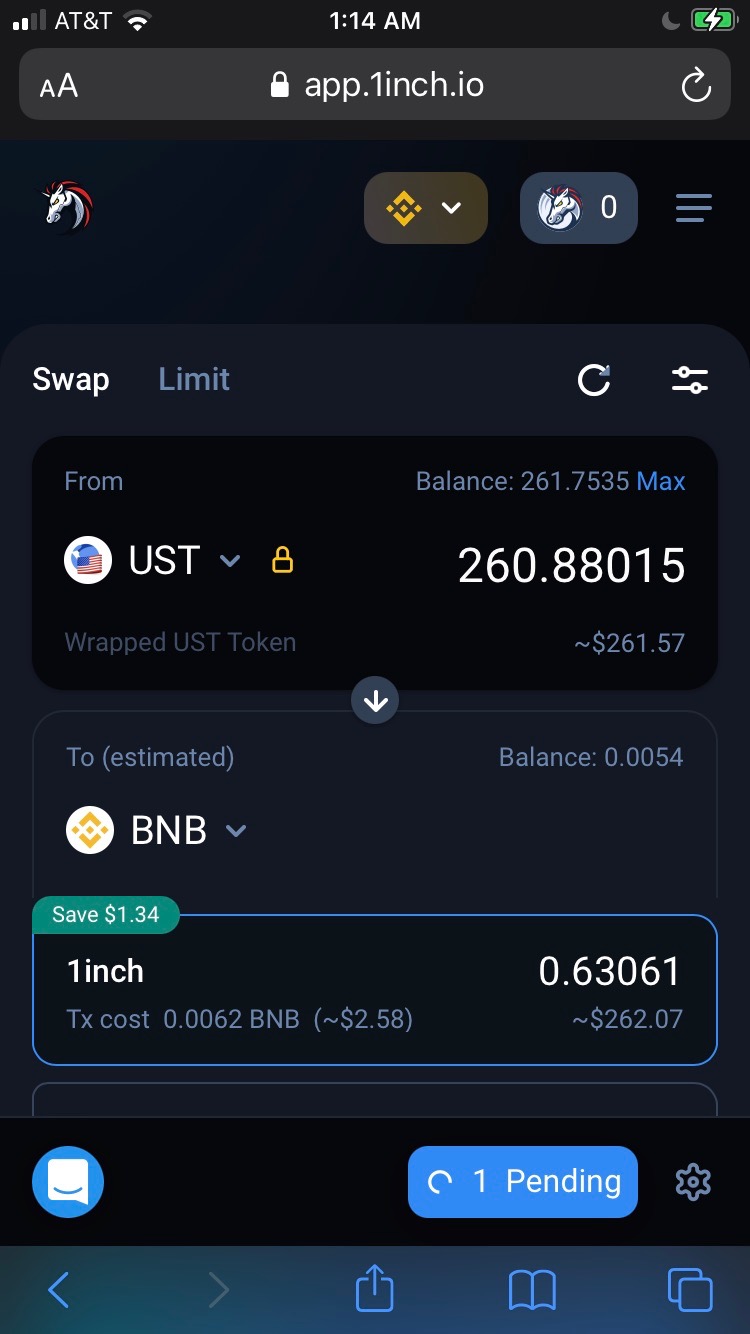 AT&T 1:14 AM
AA app.1inch.io
0
Swap Limit
From Balance: 261.7535 Max
UST 260.88015
Wrapped UST Token ~$261.57
To (estimated) Balance: 0.0054
BNB
Save $1.34
1inch 0.63061
Tx cost 0.0062 BNB (~$2.58) ~$262.07
1 Pending